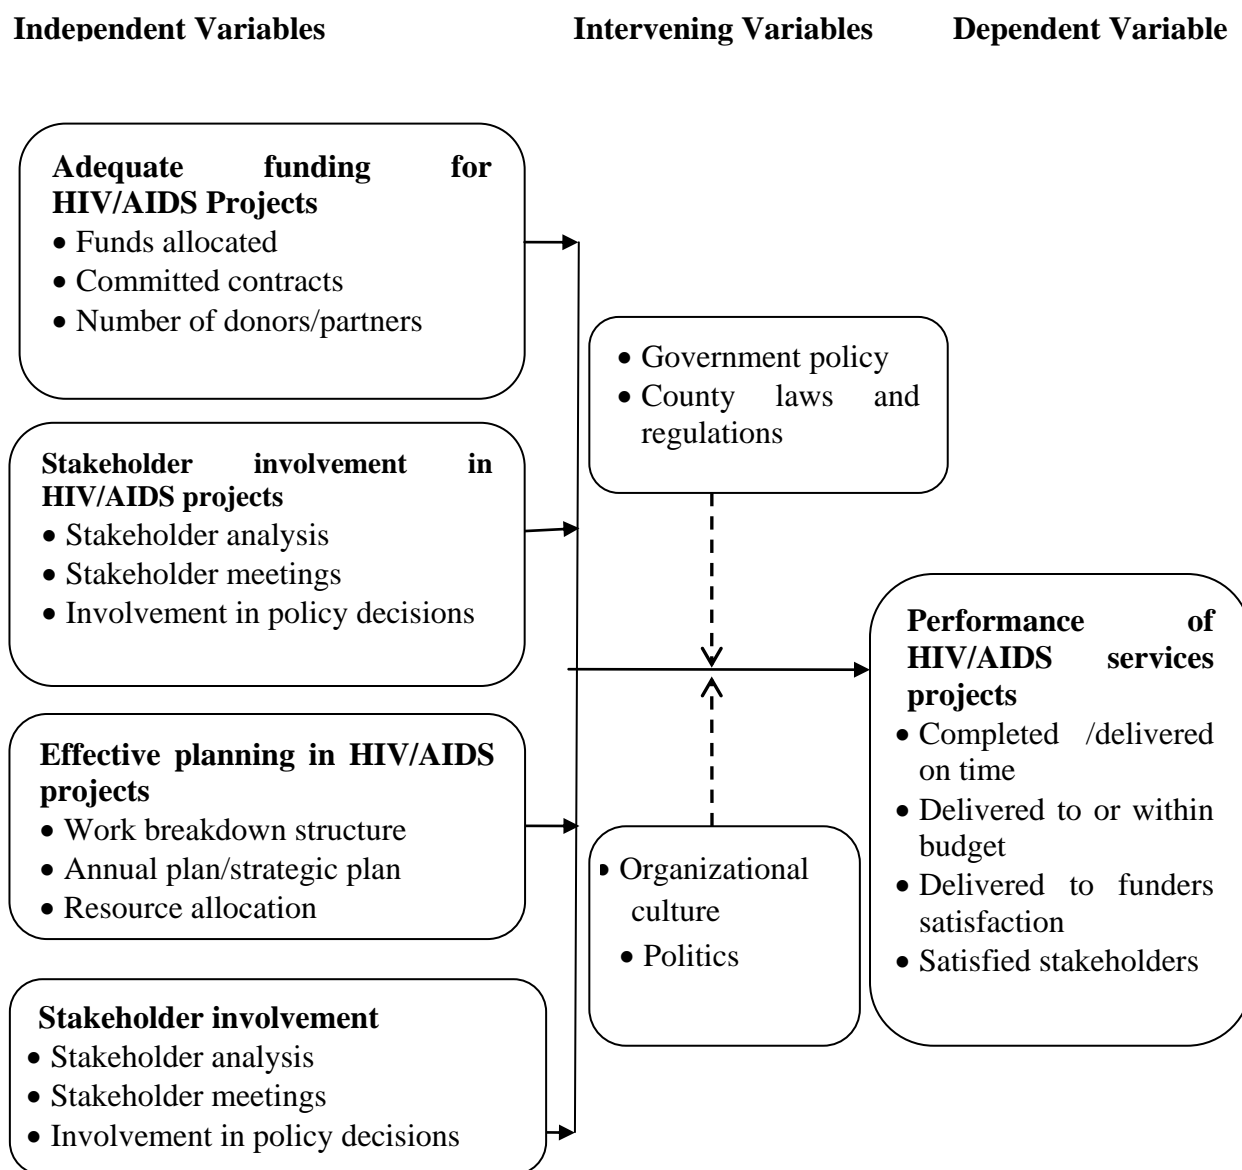 Independent Variables
Intervening Variables
Dependent Variable
Adequate funding for
HIV/AIDS Projects
• Funds allocated
• Committed contracts
• Number of donors/partners
Stakeholder involvement in
HIV/AIDS projects
• Stakeholder analysis
• Stakeholder meetings
• Involvement in policy decisions
Effective planning in HIV/AIDS
projects
• Work breakdown structure
• Annual plan/strategic plan
• Resource allocation
Stakeholder involvement
• Stakeholder analysis
• Stakeholder meetings
• Involvement in policy decisions
• Government policy
• County laws and
regulations
• Organizational
culture
• Politics
Performance of
HIV/AIDS services
projects
• Completed /delivered
on time
• Delivered to or within
budget
• Delivered to funders
satisfaction
• Satisfied stakeholders